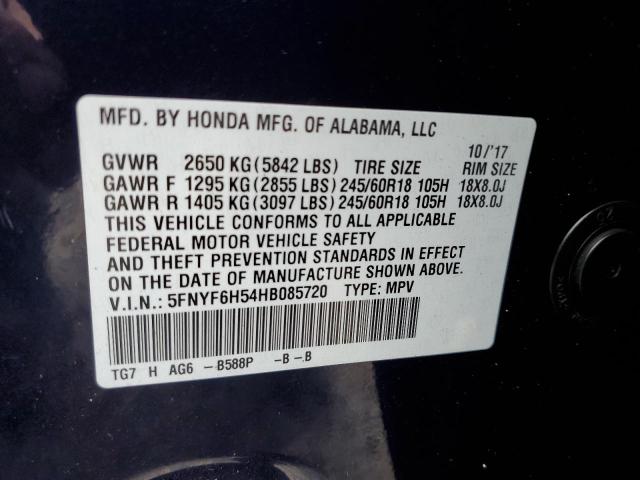 MFD. BY HONDA MFG. OF ALABAMA, LLC
10/'17
GVWR 2650 KG(5842 LBS) TIRE SIZE RIM SIZE
GAWR F 1295 KG(2855 LBS) 245/60R18 105H 18X8.0J
GAWR R 1405 KG(3097 LBS) 245/60R18 105H 18X8.0J
THIS VEHICLE CONFORMS TO ALL APPLICABLE
FEDERAL MOTOR VEHICLE SAFETY
AND THEFT PREVENTION STANDARDS IN EFFECT
ON THE DATE OF MANUFACTURE SHOWN ABOVE.
V.I.N.: 5FNYF6H54HB085720 TYPE: MPV
TG7 H AG6 -B588P -B -.B